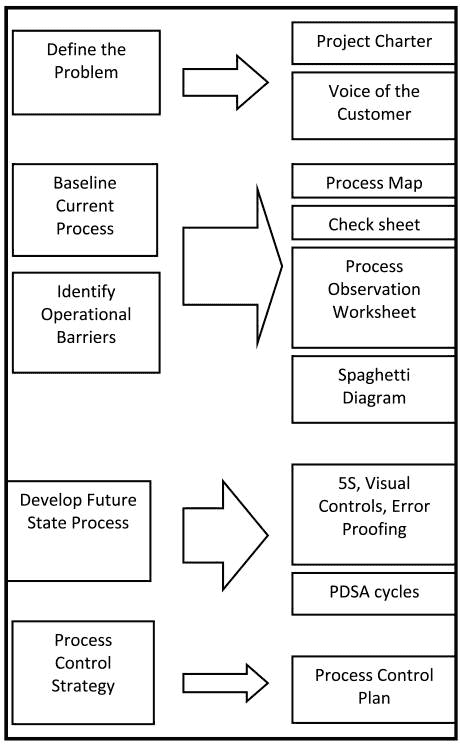 Define the
Problem
Project Charter
Voice of the
Customer
Baseline
Current
Process
Identify
Operational
Barriers
Process Map
Check sheet
Process
Observation
Worksheet
Spaghetti
Diagram
Develop Future
State Process
5S, Visual
Controls, Error
Proofing
PDSA cycles
Process
Control
Strategy
Process Control
Plan